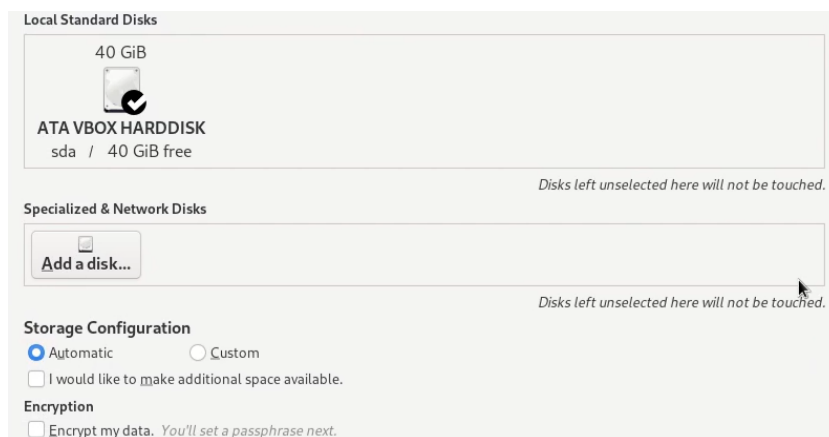 Local Standard Disks
40 GiB
ATA VBOX HARDDISK
sda / 40 GiB free
Disks left unselected here will not be touched.
Specialized & Network Disks
Add a disk...
Disks left unselected here will not be touched.
Storage Configuration
Automatic Custom
I would like to make additional space available.
Encryption
Encrypt my data. You'll set a passphrase next.